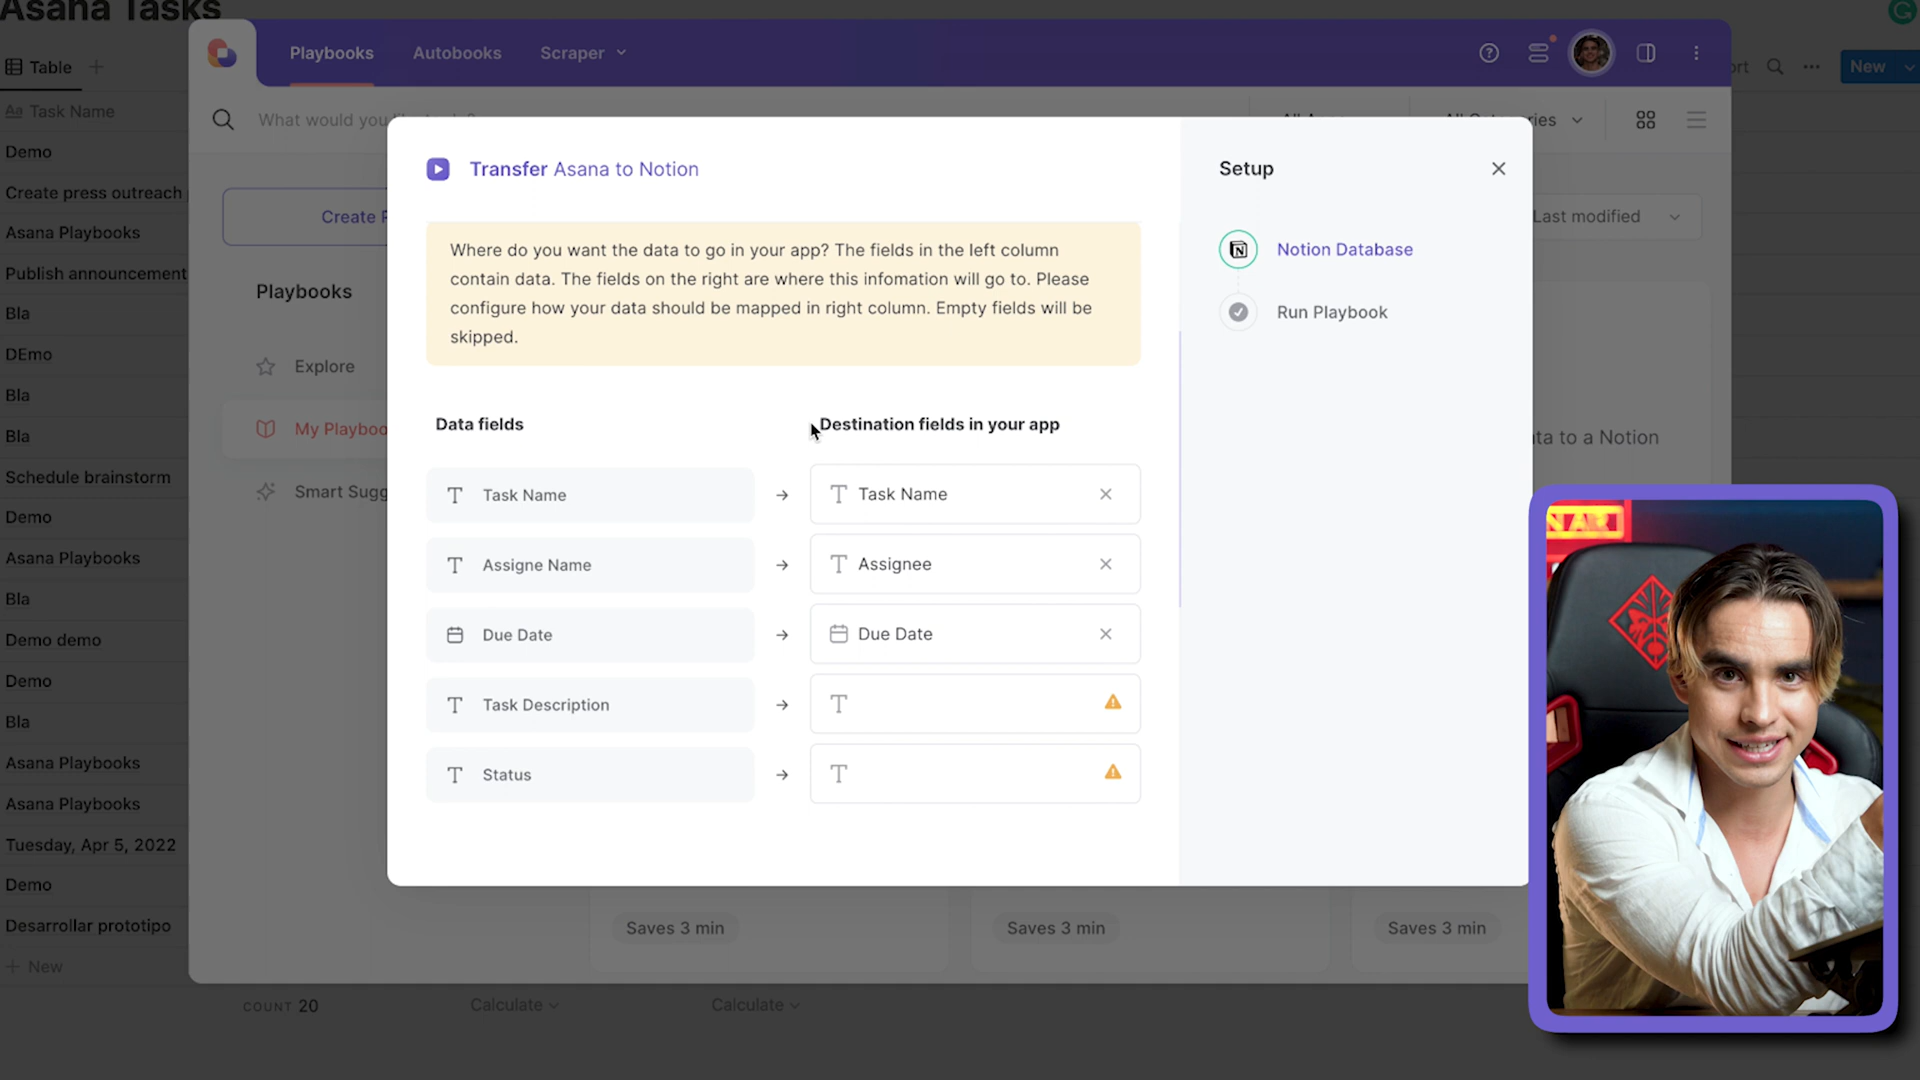 Asana Tasks
Table
New
Aa Task Name
Demo
Create press outreach
Asana Playbooks
Publish announcement
Bla
DEmo
Bla
Bla
Schedule brainstorm
Demo
Asana Playbooks
Bla
Demo demo
Demo
Bla
Asana Playbooks
Asana Playbooks
Tuesday, Apr 5, 2022
Demo
Desarrollar prototipo
+ New
COUNT 20
Calculate
Calculate
Playbooks
Autobooks
Scraper
What would you
Create
Last modified
Playbooks
Explore
My
Smart
to a Notion
Saves 3 min
Saves 3 min
Saves 3 min
Transfer Asana to Notion
Where do you want the data to go in your app? The fields in the left column
contain data. The fields on the right are where this infomation will go to. Please
configure how your data should be mapped in right column. Empty fields will be
skipped.
Data fields
Destination fields in your app
Task Name
Task Name
Assigne Name
Assignee
Due Date
Due Date
Task Description
Status
Setup
Notion Database
Run Playbook